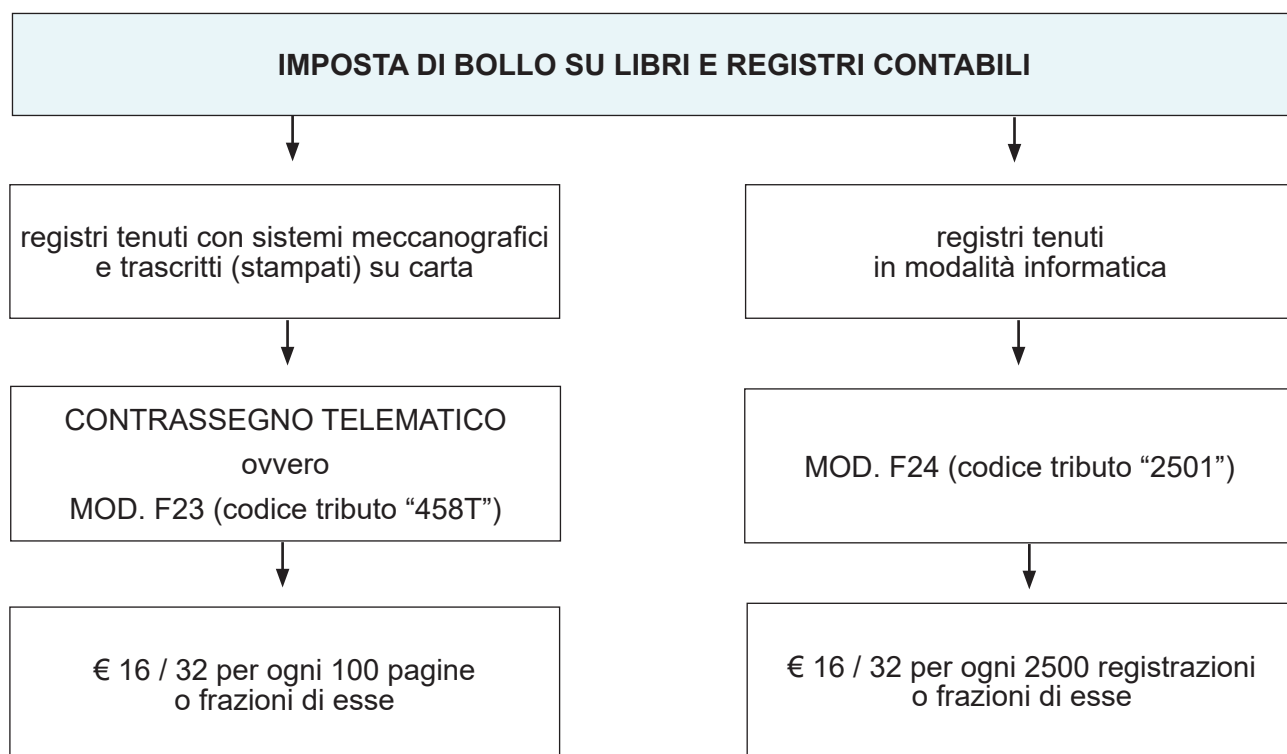 IMPOSTA DI BOLLO SU LIBRI E REGISTRI CONTABILI
registri tenuti con sistemi meccanografici
e trascritti (stampati) su carta
registri tenuti
in modalità informatica
CONTRASSEGNO TELEMATICO
ovvero
MOD. F23 (codice tributo “458T”)
MOD. F24 (codice tributo “2501”)
€ 16 / 32 per ogni 100 pagine
o frazioni di esse
€ 16 / 32 per ogni 2500 registrazioni
o frazioni di esse